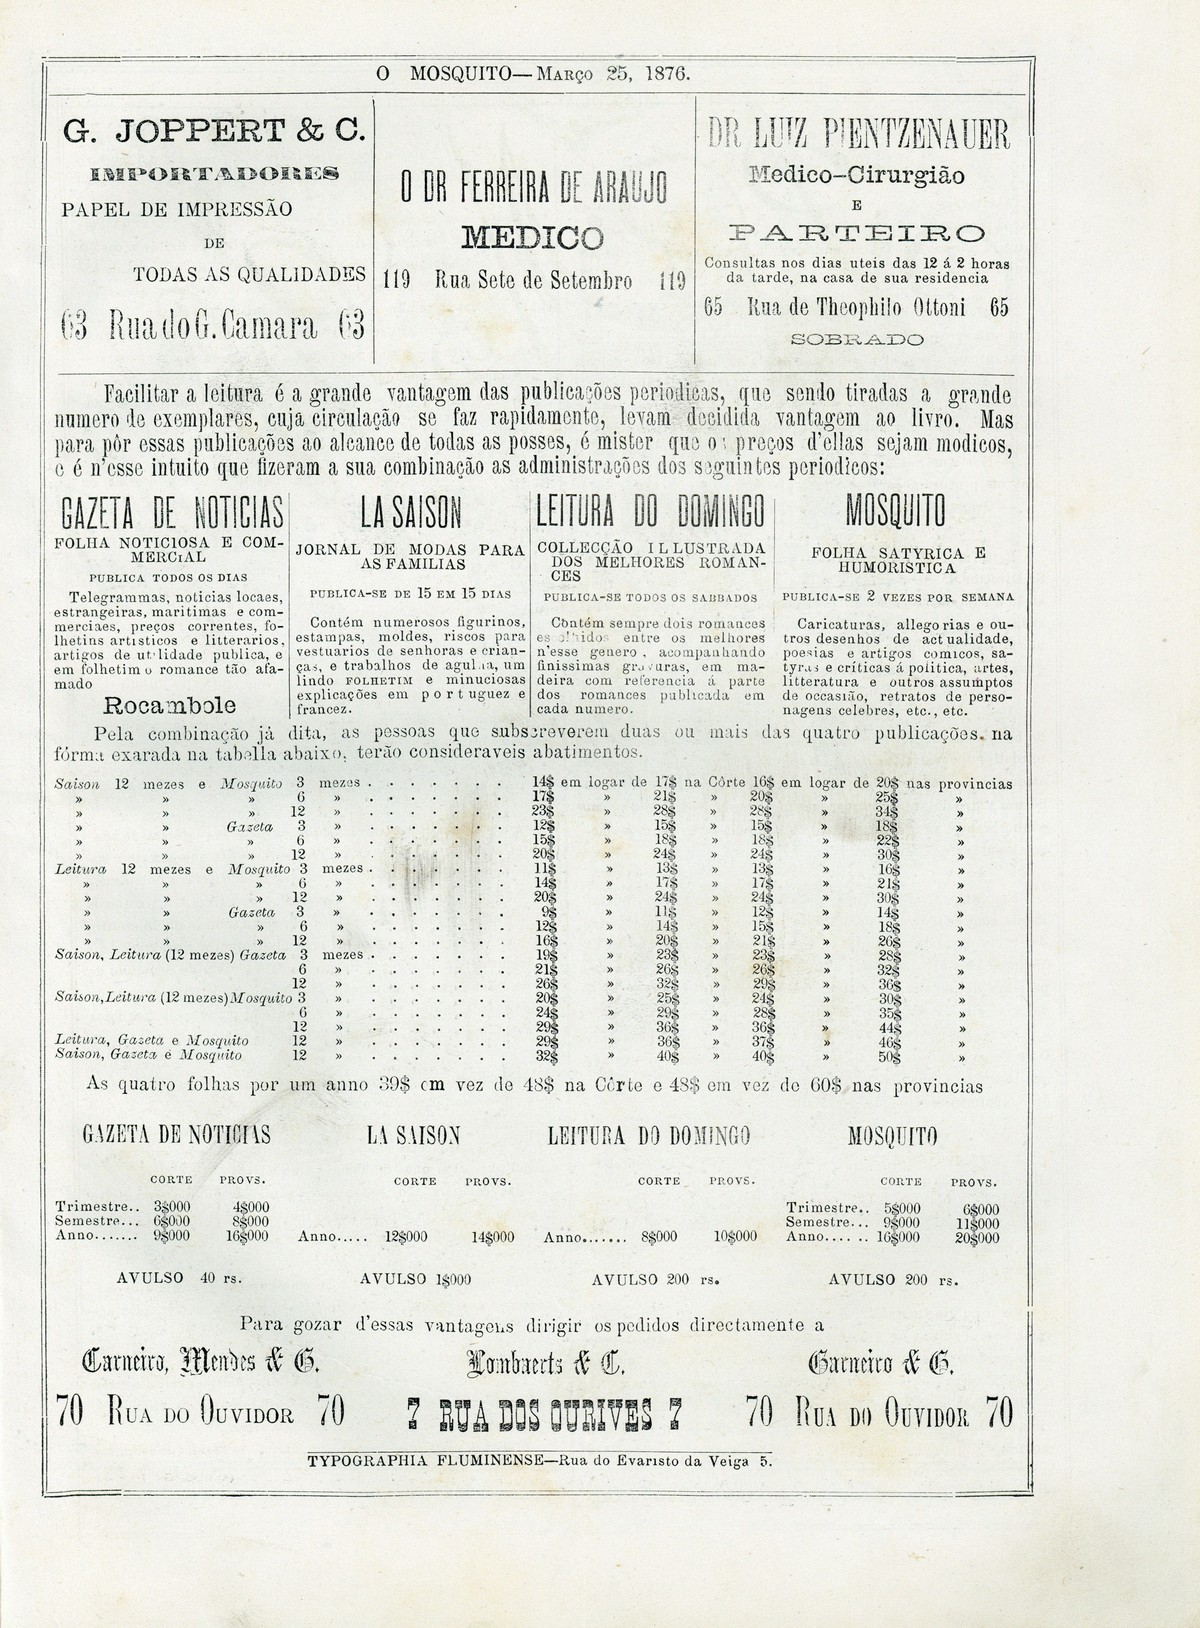 O MOSQUITO—MARÇO 25, 1876.
G. JOPPERT & C.
IMPORTADORES
PAPEL DE IMPRESSÃO
DE
TODAS AS QUALIDADES
63 Rua do G. Camara 63
O DR FERREIRA DE ARAUJO
MEDICO
119 Rua Sete de Setembro 119
DR LUIZ PIENTZENAUER
Medico-Cirurgião
E
PARTEIRO
Consultas nos dias uteis das 12 á 2 horas
da tarde, na casa de sua residencia
65 Rua de Theophilo Ottoni 65
SOBRADO
Facilitar a leitura é a grande vantagem das publicações periodicas, que sendo tiradas a grande
numero de exemplares, cuja circulação se faz rapidamente, levam decidida vantagem ao livro. Mas
para pôr essas publicações ao alcance de todas as posses, é mister que os preços d'ellas sejam modicos,
e é n'esse intuito que fizeram a sua combinação as administrações dos seguintes periodicos:
GAZETA DE NOTICIAS
FOLHA NOTICIOSA E COM-
MERCIAL
PUBLICA TODOS OS DIAS
Telegrammas, noticias locaes,
estrangeiras, maritimas e com-
merciaes, preços correntes, fo-
lhetins artisticos e litterarios,
artigos de utilidade publica, e
em folhetim o romance tão afa-
mado
Rocambole
LA SAISON
JORNAL DE MODAS PARA
AS FAMILIAS
PUBLICA-SE DE 15 EM 15 DIAS
Contém numerosos figurinos,
estampas, moldes, riscos para
vestuarios de senhoras e crian-
ças, e trabalhos de agulha, um
lindo FOLHETIM e minuciosas
explicações em portuguez e
francez.
LEITURA DO DOMINGO
COLLECÇÃO ILLUSTRADA
DOS MELHORES ROMAN-
CES
PUBLICA-SE TODOS OS SABBADOS
Contém sempre dois romances
escolhidos entre os melhores
n'esse genero, acompanhando
finissimas gravuras, em ma-
deira com referencia á parte
dos romances publicada em
cada numero.
MOSQUITO
FOLHA SATYRICA E
HUMORISTICA
PUBLICA-SE 2 VEZES POR SEMANA
Caricaturas, allegorias e ou-
tros desenhos de actualidade,
poesias e artigos comicos, sa-
tyras e críticas á politica, artes,
litteratura e outros assumptos
de occasião, retratos de perso-
nagens celebres, etc., etc.
Pela combinação já dita, as pessoas que subscreverem duas ou mais das quatro publicações. na
fórma exarada na tabella abaixo, terão consideraveis abatimentos.
Saison 12 mezes e Mosquito 3 mezes . . . . . . . 14$ em logar de 17$ na Côrte 16$ em logar de 20$ nas provincias
» » » 6 » . . . . . . . 17$ » 21$ » 20$ » 25$ »
» » » 12 » . . . . . . . 23$ » 28$ » 28$ » 34$ »
» » Gazeta 3 » . . . . . . . 12$ » 15$ » 15$ » 18$ »
» » » 6 » . . . . . . . 15$ » 18$ » 18$ » 22$ »
» » » 12 » . . . . . . . 20$ » 24$ » 24$ » 30$ »
Leitura 12 mezes e Mosquito 3 mezes . . . . . . . 11$ » 13$ » 13$ » 16$ »
» » » 6 » . . . . . . . 14$ » 17$ » 17$ » 21$ »
» » » 12 » . . . . . . . 20$ » 24$ » 24$ » 30$ »
» » Gazeta 3 » . . . . . . . 9$ » 11$ » 12$ » 14$ »
» » » 6 » . . . . . . . 12$ » 14$ » 15$ » 18$ »
» » » 12 » . . . . . . . 16$ » 20$ » 21$ » 26$ »
Saison, Leitura (12 mezes) Gazeta 3 mezes . . . . . . . 19$ » 23$ » 23$ » 28$ »
6 » . . . . . . . 21$ » 26$ » 26$ » 32$ »
12 » . . . . . . . 26$ » 32$ » 29$ » 36$ »
Saison, Leitura (12 mezes) Mosquito 3 » . . . . . . . 20$ » 25$ » 24$ » 30$ »
6 » . . . . . . . 24$ » 29$ » 28$ » 35$ »
12 » . . . . . . . 29$ » 36$ » 36$ » 44$ »
Leitura, Gazeta e Mosquito 12 » . . . . . . . 29$ » 36$ » 37$ » 46$ »
Saison, Gazeta e Mosquito 12 » . . . . . . . 32$ » 40$ » 40$ » 50$ »
As quatro folhas por um anno 39$ em vez de 48$ na Côrte e 48$ em vez de 60$ nas provincias
GAZETA DE NOTICIAS
CORTE PROVS.
Trimestre.. 3$000 4$000
Semestre... 6$000 8$000
Anno....... 9$000 16$000
AVULSO 40 rs.
LA SAISON
CORTE PROVS.
Anno..... 12$000 14$000
AVULSO 1$000
LEITURA DO DOMINGO
CORTE PROVS.
Anno....... 8$000 10$000
AVULSO 200 rs.
MOSQUITO
CORTE PROVS.
Trimestre.. 5$000 6$000
Semestre... 9$000 11$000
Anno...... 16$000 20$000
AVULSO 200 rs.
Para gozar d'essas vantagens dirigir os pedidos directamente a
Carneiro, Mendes & G.
70 RUA DO OUVIDOR 70
Lombaerts & C.
7 RUA DOS OURIVES 7
Garneiro & G.
70 RUA DO OUVIDOR 70
TYPOGRAPHIA FLUMINENSE—Rua do Evaristo da Veiga 5.